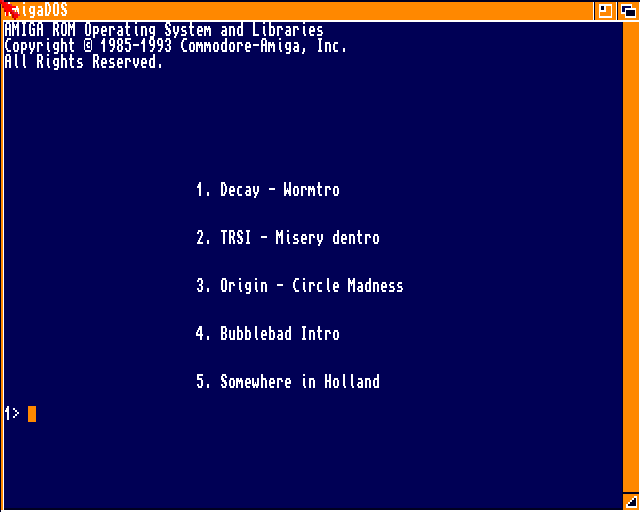 AmigaDOS
AMIGA ROM Operating System and Libraries
Copyright © 1985-1993 Commodore-Amiga, Inc.
All Rights Reserved.
1. Decay - Wormtro
2. TRSI - Misery dentro
3. Origin - Circle Madness
4. Bubblebad Intro
5. Somewhere in Holland
1>